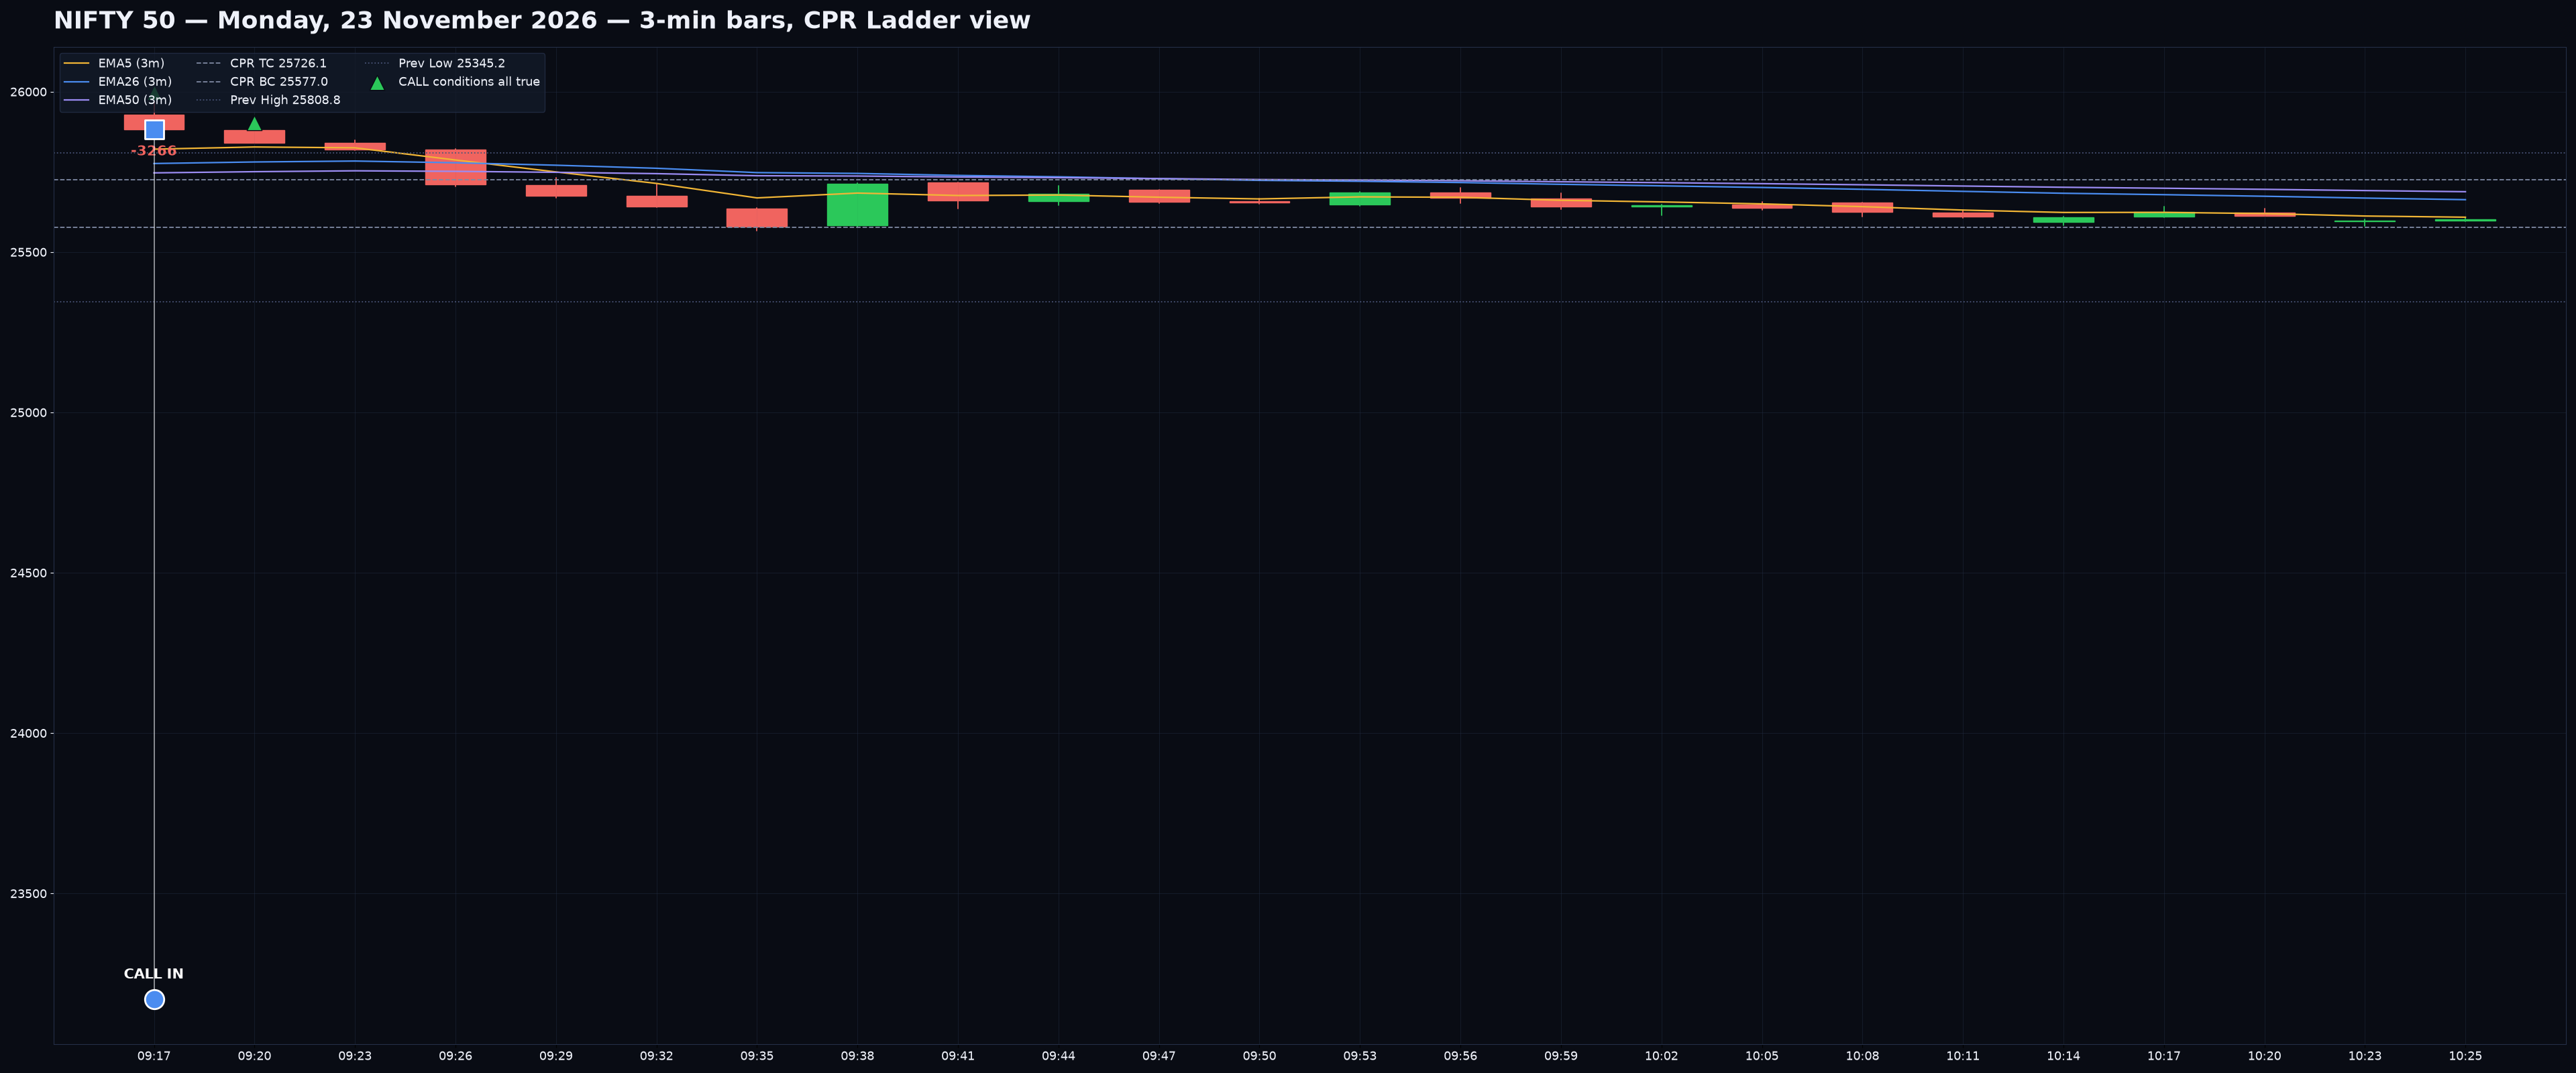 NIFTY 50 — Monday, 23 November 2026 — 3-min bars, CPR Ladder view
EMA5 (3m)
EMA26 (3m)
EMA50 (3m)
CPR TC 25726.1
CPR BC 25577.0
Prev High 25808.8
Prev Low 25345.2
CALL conditions all true
26000
25500
25000
24500
24000
23500
-3266
CALL IN
09:17 09:20 09:23 09:26 09:29 09:32 09:35 09:38 09:41 09:44 09:47 09:50 09:53 09:56 09:59 10:02 10:05 10:08 10:11 10:14 10:17 10:20 10:23 10:25